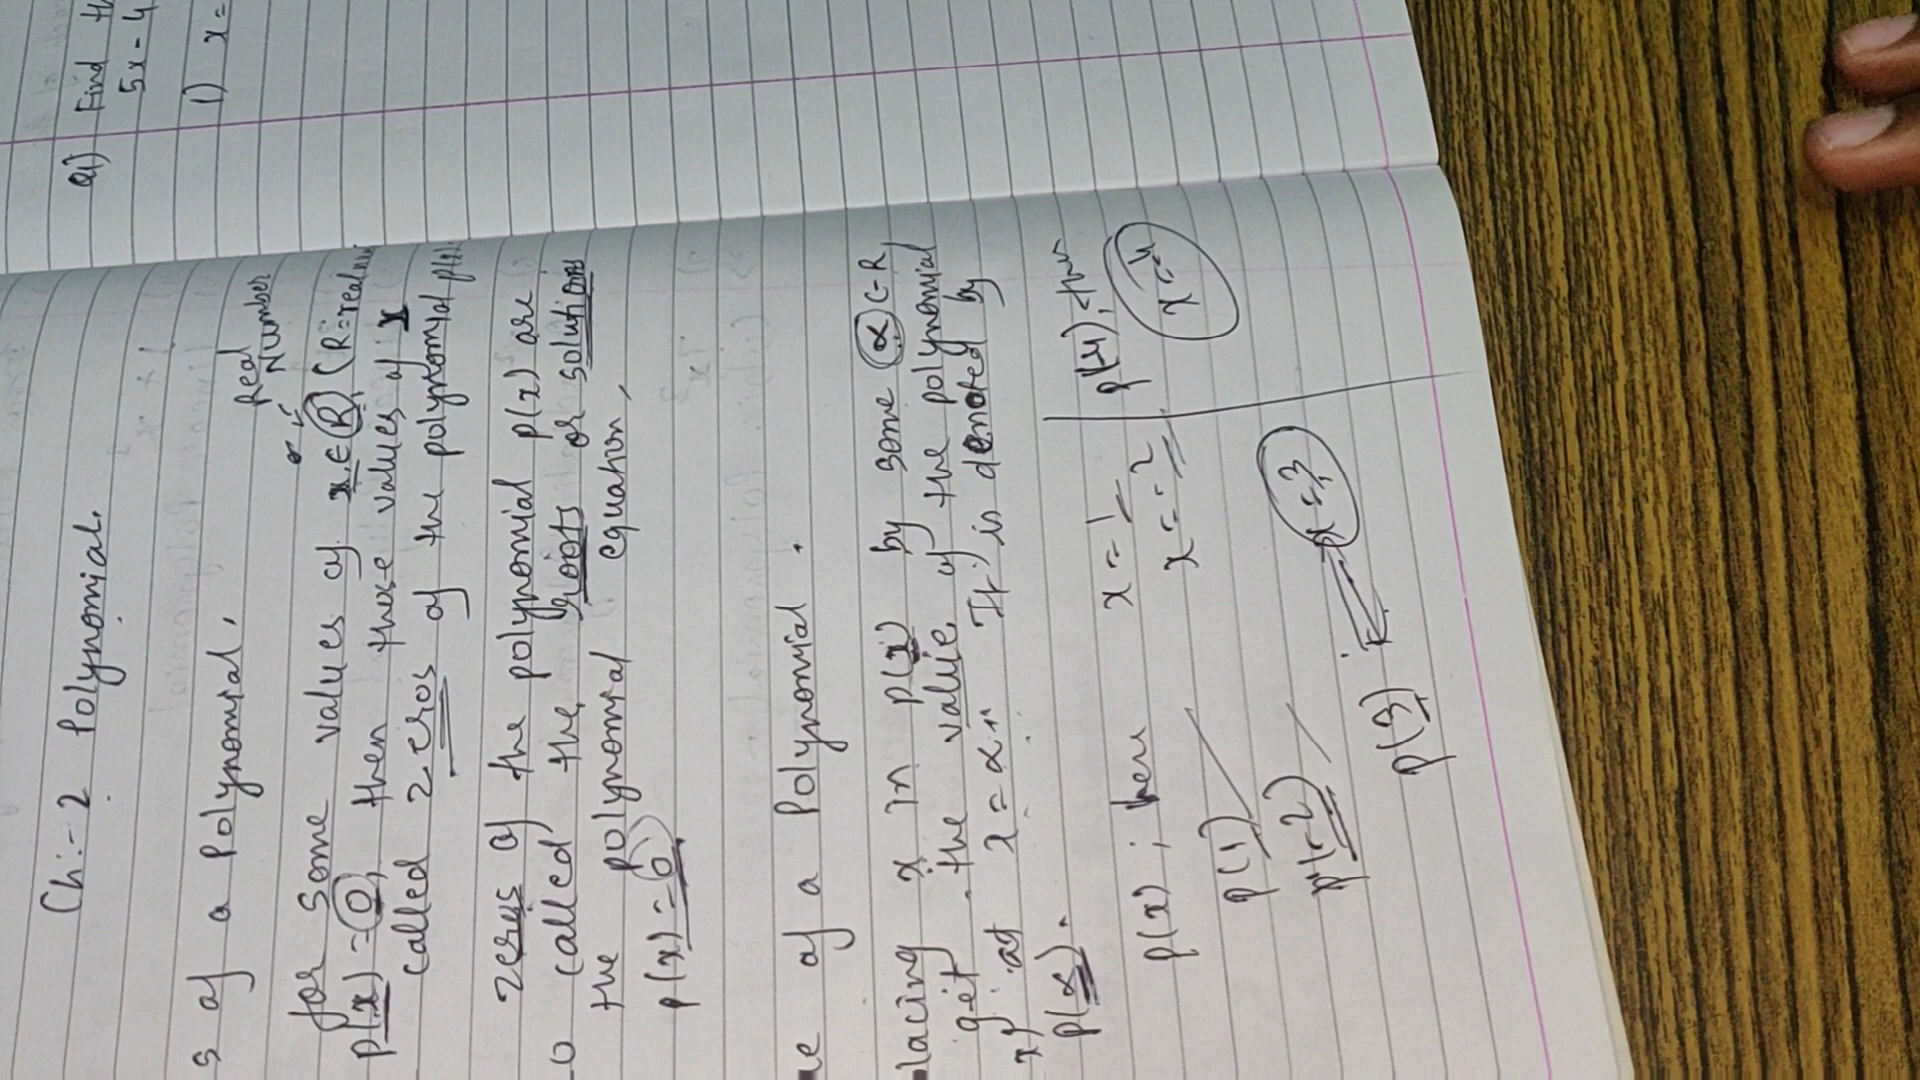 Ch:- 2 Polynomial.
s of a Polynomial,
Real
Number
for some values of x ∈ R (R = real
p(x) = 0, then those values of x
called zeros of the polynomial p(x).
zeros of the polynomial p(x) are
called the roots or solutions
the polynomial equation,
p(x) = 0
ue of a Polynomial.
lacing x in p(x) by some α ∈ R
get the value of the polynomial
at x = α". It is denoted by
p(α).
p(x); here x = 1
x = -2
p(1)
p(-2)
p(3) x = 3
p(4),
x = 4
Q1) Find
5x - 4
1) x =